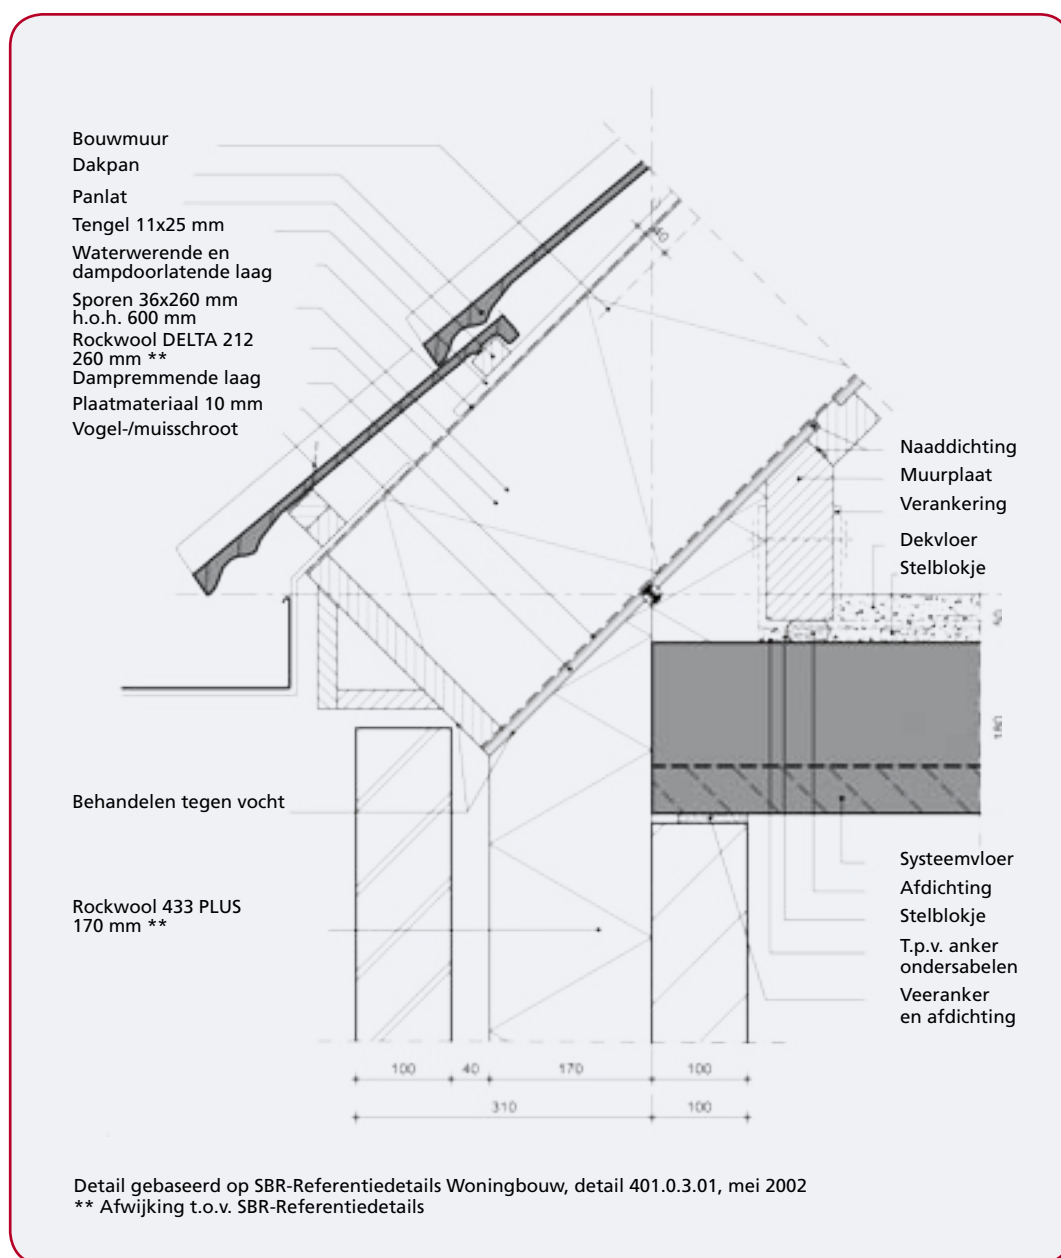 Bouwmuur
Dakpan
Panlat
Tengel 11x25 mm
Waterwerende en
dampdoorlatende laag
Sporen 36x260 mm
h.o.h. 600 mm
Rockwool DELTA 212
260 mm **
Dampremmende laag
Plaatmateriaal 10 mm
Vogel-/muisschroot
40
Naaddichting
Muurplaat
Verankering
Dekvloer
Stelblokje
50
180
Behandelen tegen vocht
Rockwool 433 PLUS
170 mm **
Systeemvloer
Afdichting
Stelblokje
T.p.v. anker
ondersabelen
Veeranker
en afdichting
100 40 170 100
310 100
Detail gebaseerd op SBR-Referentiedetails Woningbouw, detail 401.0.3.01, mei 2002
** Afwijking t.o.v. SBR-Referentiedetails